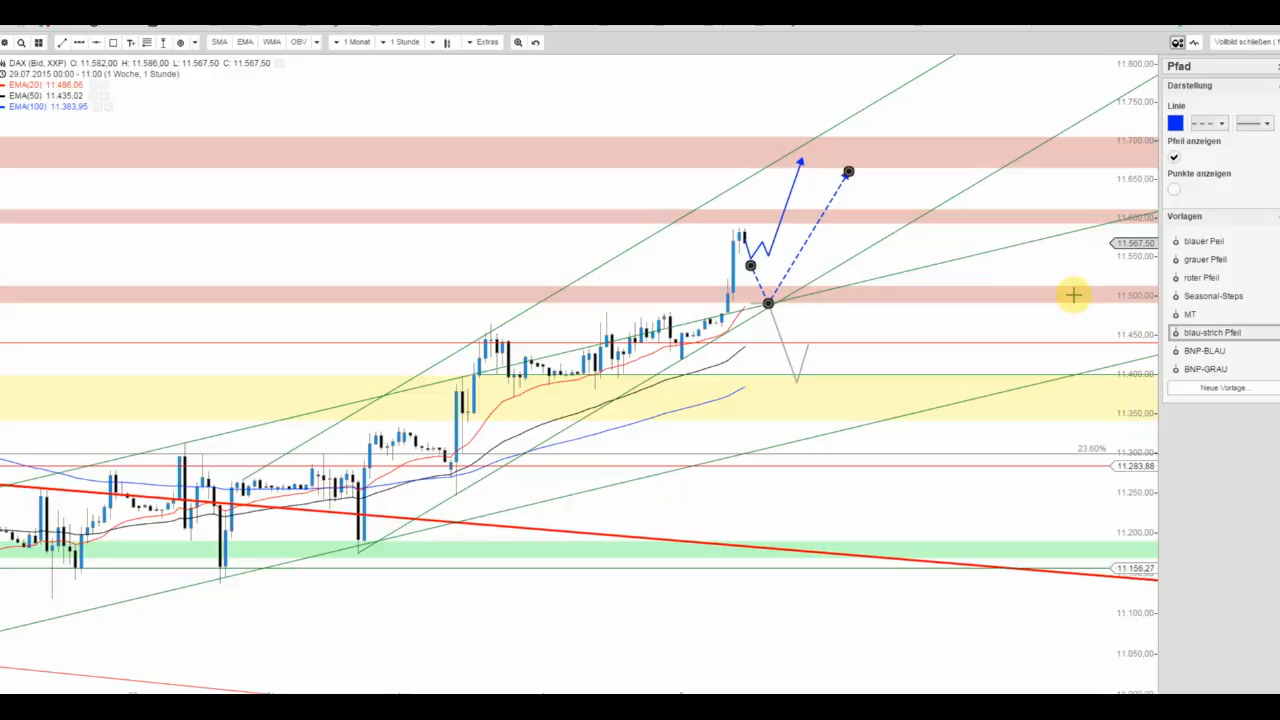 SMA EMA WMA OBV 1 Monat 1 Stunde Extras Vollbild schließen
DAX (Bid, XXP) O: 11.582,00 H: 11.586,00 L: 11.567,50 C: 11.567,50
29.07.2015 00:00 - 11:00 (1 Woche, 1 Stunde)
EMA(20) 11.486,06
EMA(50) 11.435,02
EMA(100) 11.383,95
11.800,00
11.750,00
11.700,00
11.650,00
11.600,00
11.567,50
11.550,00
11.500,00
11.450,00
11.400,00
11.350,00
23.60%
11.300,00
11.283,88
11.250,00
11.200,00
11.156,27
11.100,00
11.050,00
Pfad
Darstellung
Linie
Pfeil anzeigen
Punkte anzeigen
Vorlagen
blauer Peil
grauer Pfeil
roter Pfeil
Seasonal-Steps
MT
blau-strich Pfeil
BNP-BLAU
BNP-GRAU
Neue Vorlage...